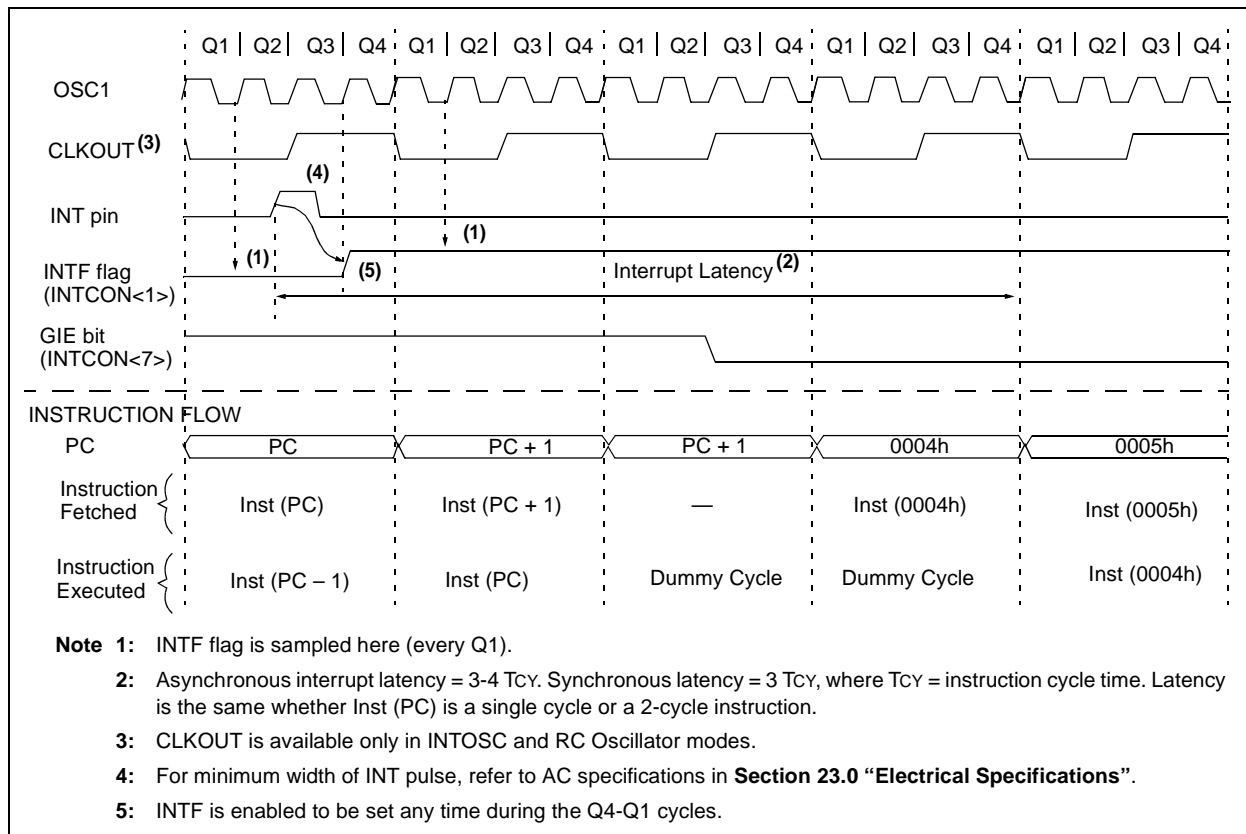 Q1 Q2 Q3 Q4 Q1 Q2 Q3 Q4 Q1 Q2 Q3 Q4 Q1 Q2 Q3 Q4 Q1 Q2 Q3 Q4
OSC1
CLKOUT (3)
(4)
INT pin
(1)
(1)
INTF flag
(INTCON<1>)
(5)
Interrupt Latency (2)
GIE bit
(INTCON<7>)
INSTRUCTION FLOW
PC PC PC + 1 PC + 1 0004h 0005h
Instruction
Fetched
Inst (PC) Inst (PC + 1) — Inst (0004h) Inst (0005h)
Instruction
Executed
Inst (PC – 1) Inst (PC) Dummy Cycle Dummy Cycle Inst (0004h)
Note 1: INTF flag is sampled here (every Q1).
2: Asynchronous interrupt latency = 3-4 TCY. Synchronous latency = 3 TCY, where TCY = instruction cycle time. Latency
is the same whether Inst (PC) is a single cycle or a 2-cycle instruction.
3: CLKOUT is available only in INTOSC and RC Oscillator modes.
4: For minimum width of INT pulse, refer to AC specifications in Section 23.0 “Electrical Specifications”.
5: INTF is enabled to be set any time during the Q4-Q1 cycles.